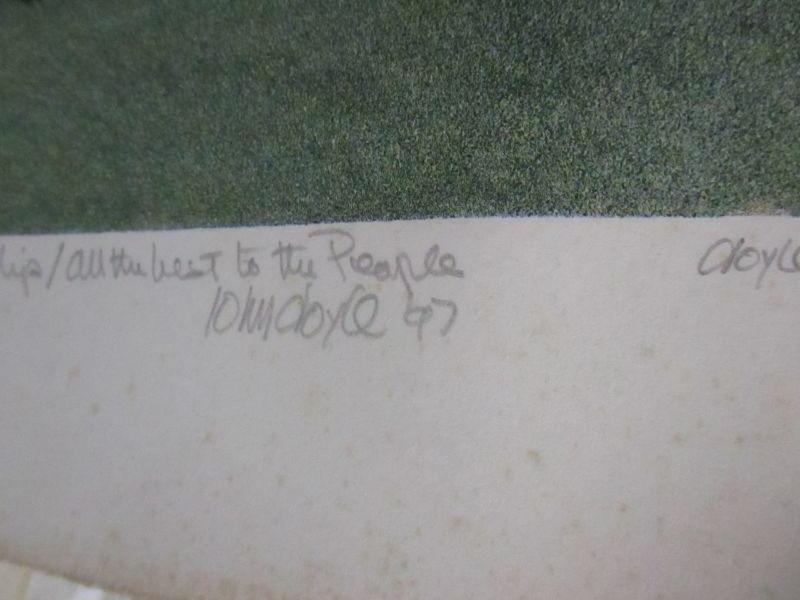 /all the best to the People doyle
John doyle 97